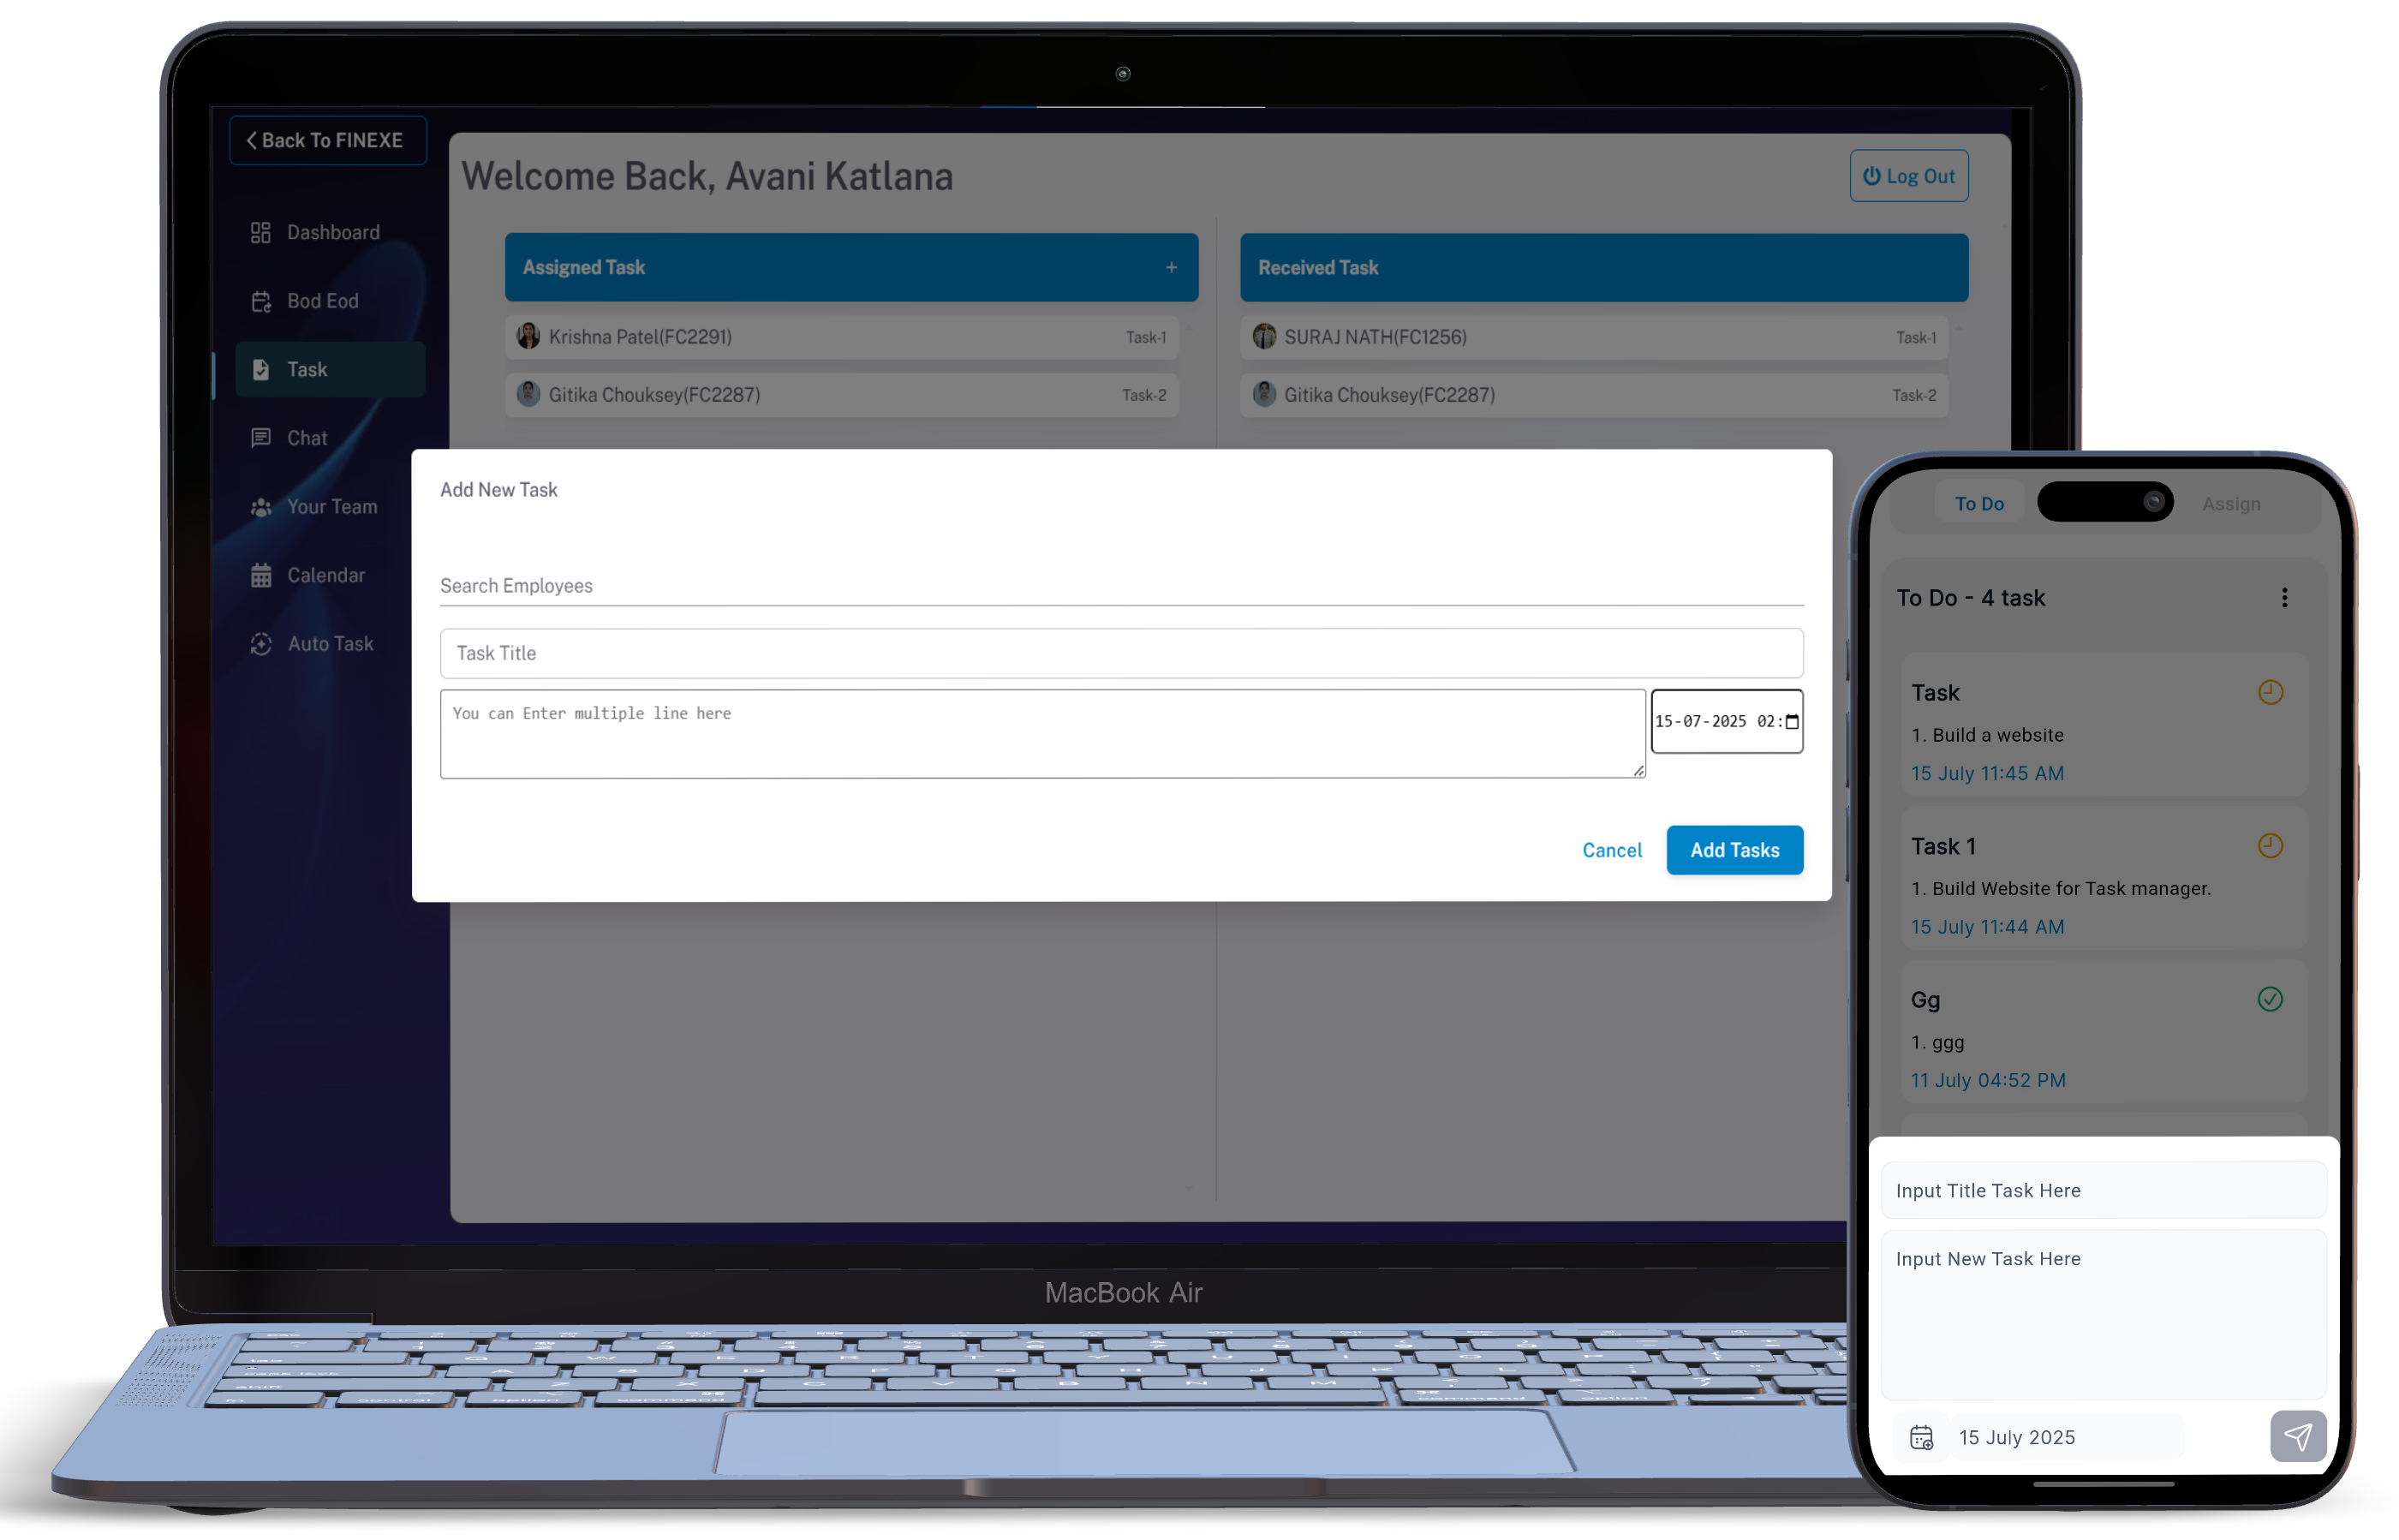 Back To FINEXE
Welcome Back, Avani Katlana
Log Out
Dashboard
Bod Eod
Task
Chat
Your Team
Calendar
Auto Task
Assigned Task
+
Krishna Patel(FC2291)
Task-1
Gitika Chouksey(FC2287)
Task-2
Received Task
SURAJ NATH(FC1256)
Task-1
Gitika Chouksey(FC2287)
Task-2
Add New Task
Search Employees
Task Title
You can Enter multiple line here
15-07-2025 02:
Cancel
Add Tasks
MacBook Air
To Do
Assign
To Do - 4 task
Task
1. Build a website
15 July 11:45 AM
Task 1
1. Build Website for Task manager.
15 July 11:44 AM
Gg
1. ggg
11 July 04:52 PM
Input Title Task Here
Input New Task Here
15 July 2025